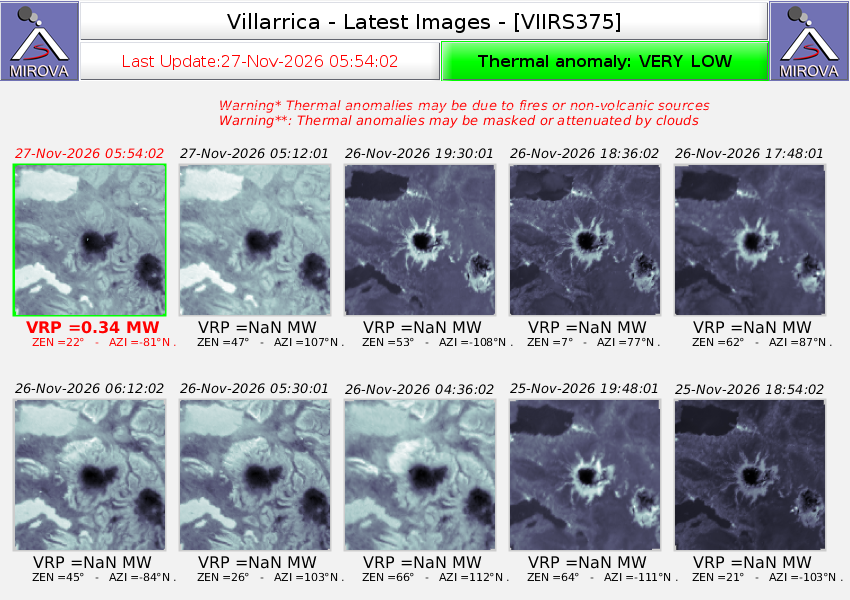 Villarrica - Latest Images - [VIIRS375]
MIROVA
Last Update:27-Nov-2026 05:54:02
Thermal anomaly: VERY LOW
MIROVA
Warning* Thermal anomalies may be due to fires or non-volcanic sources
Warning**: Thermal anomalies may be masked or attenuated by clouds
27-Nov-2026 05:54:02
27-Nov-2026 05:12:01
26-Nov-2026 19:30:01
26-Nov-2026 18:36:02
26-Nov-2026 17:48:01
VRP =0.34 MW
VRP =NaN MW
VRP =NaN MW
VRP =NaN MW
VRP =NaN MW
ZEN =22° - AZI =-81°N .
ZEN =47° - AZI =107°N .
ZEN =53° - AZI =-108°N .
ZEN =7° - AZI =77°N .
ZEN =62° - AZI =87°N .
26-Nov-2026 06:12:02
26-Nov-2026 05:30:01
26-Nov-2026 04:36:02
25-Nov-2026 19:48:01
25-Nov-2026 18:54:02
VRP =NaN MW
VRP =NaN MW
VRP =NaN MW
VRP =NaN MW
VRP =NaN MW
ZEN =45° - AZI =-84°N .
ZEN =26° - AZI =103°N .
ZEN =66° - AZI =112°N .
ZEN =64° - AZI =-111°N .
ZEN =21° - AZI =-103°N .